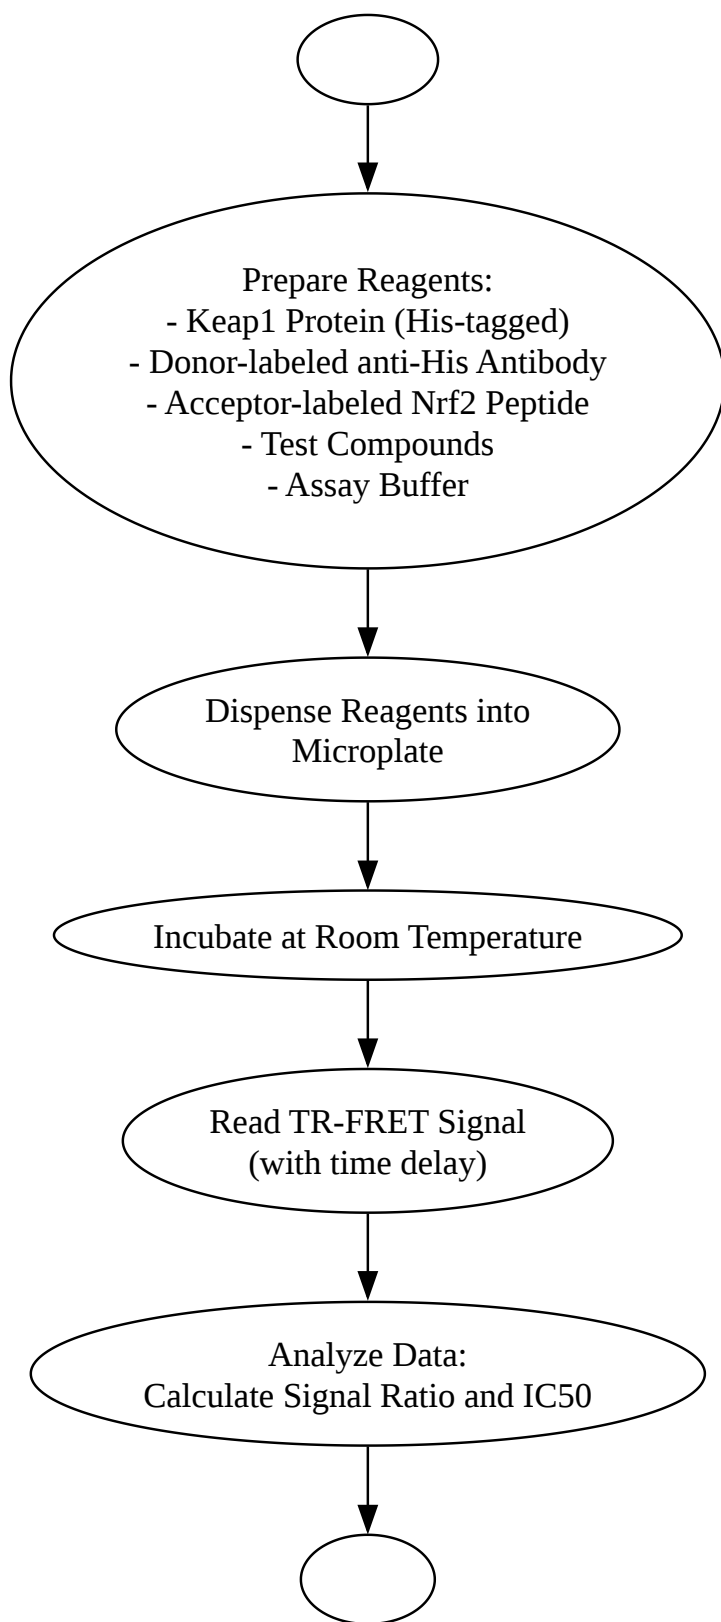 Prepare Reagents:
- Keap1 Protein (His-tagged)
- Donor-labeled anti-His Antibody
- Acceptor-labeled Nrf2 Peptide
- Test Compounds
- Assay Buffer
Dispense Reagents into
Microplate
Incubate at Room Temperature
Read TR-FRET Signal
(with time delay)
Analyze Data:
Calculate Signal Ratio and IC50